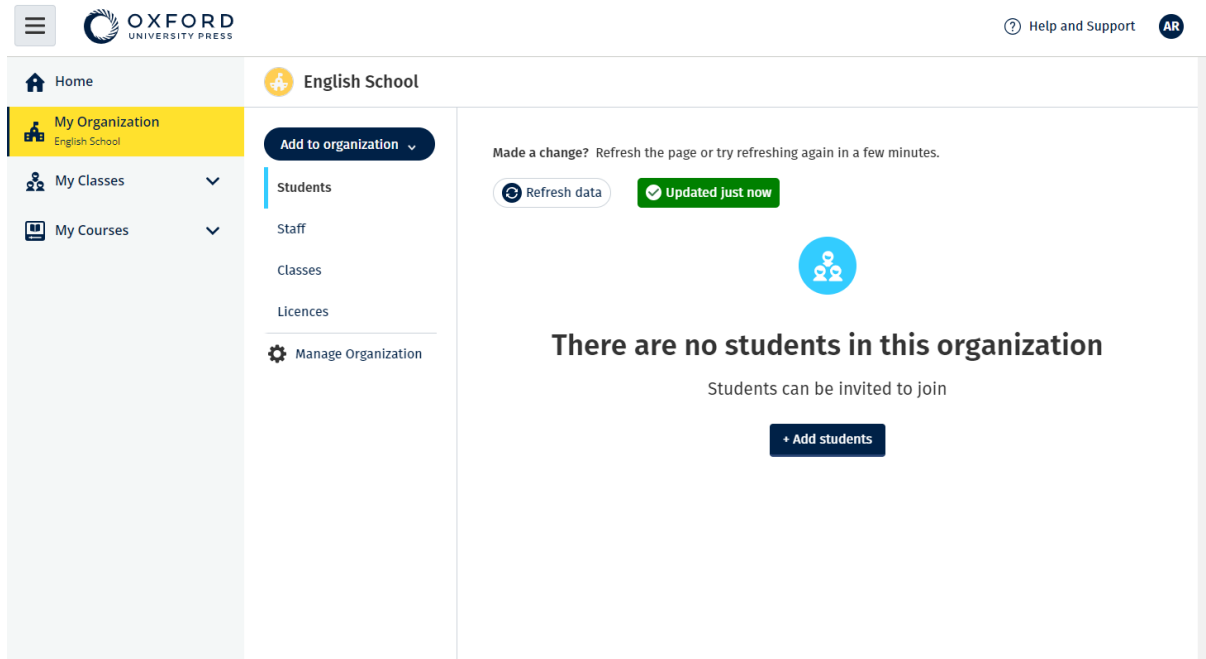 OXFORD
UNIVERSITY PRESS
Help and Support
AR
Home
My Organization
English School
My Classes
My Courses
English School
Add to organization
Students
Staff
Classes
Licences
Manage Organization
Made a change? Refresh the page or try refreshing again in a few minutes.
Refresh data
Updated just now
There are no students in this organization
Students can be invited to join
+ Add students